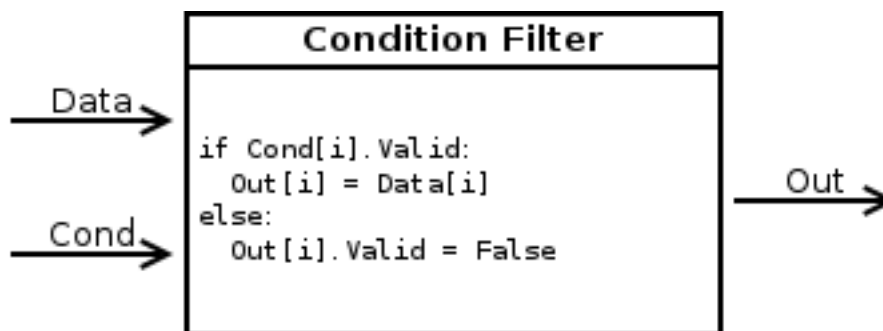 Condition Filter
Data
if Cond[i].Valid:
Out[i] = Data[i]
Out
else:
Cond
Out[i].Valid = False